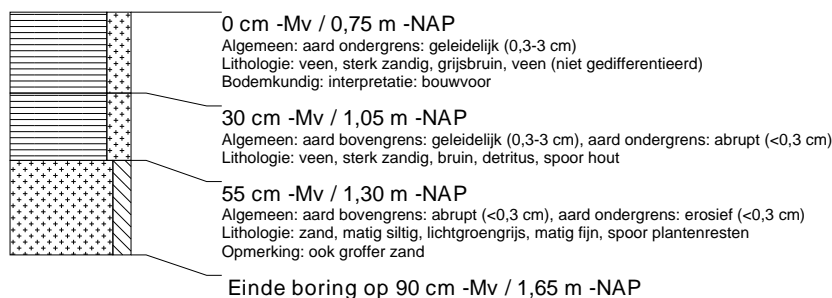 0 cm -Mv / 0,75 m -NAP
Algemeen: aard ondergrens: geleidelijk (0,3-3 cm)
Lithologie: veen, sterk zandig, grijsbruin, veen (niet gedifferentieerd)
Bodemkundig: interpretatie: bouwvoor
30 cm -Mv / 1,05 m -NAP
Algemeen: aard bovengrens: geleidelijk (0,3-3 cm), aard ondergrens: abrupt (<0,3 cm)
Lithologie: veen, sterk zandig, bruin, detritus, spoor hout
55 cm -Mv / 1,30 m -NAP
Algemeen: aard bovengrens: abrupt (<0,3 cm), aard ondergrens: erosief (<0,3 cm)
Lithologie: zand, matig siltig, lichtgroengrijs, matig fijn, spoor plantenresten
Opmerking: ook groffer zand
Einde boring op 90 cm -Mv / 1,65 m -NAP